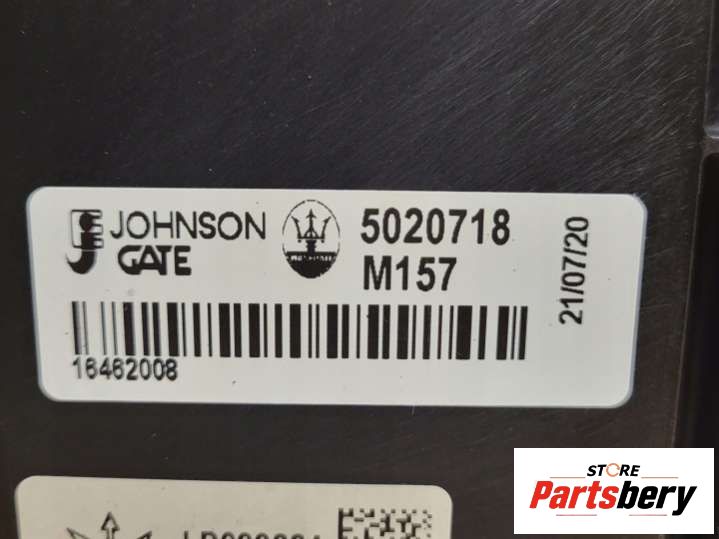 JOHNSON
GATE
5020718
M157
21/07/20
16462008
STORE
Partsbery